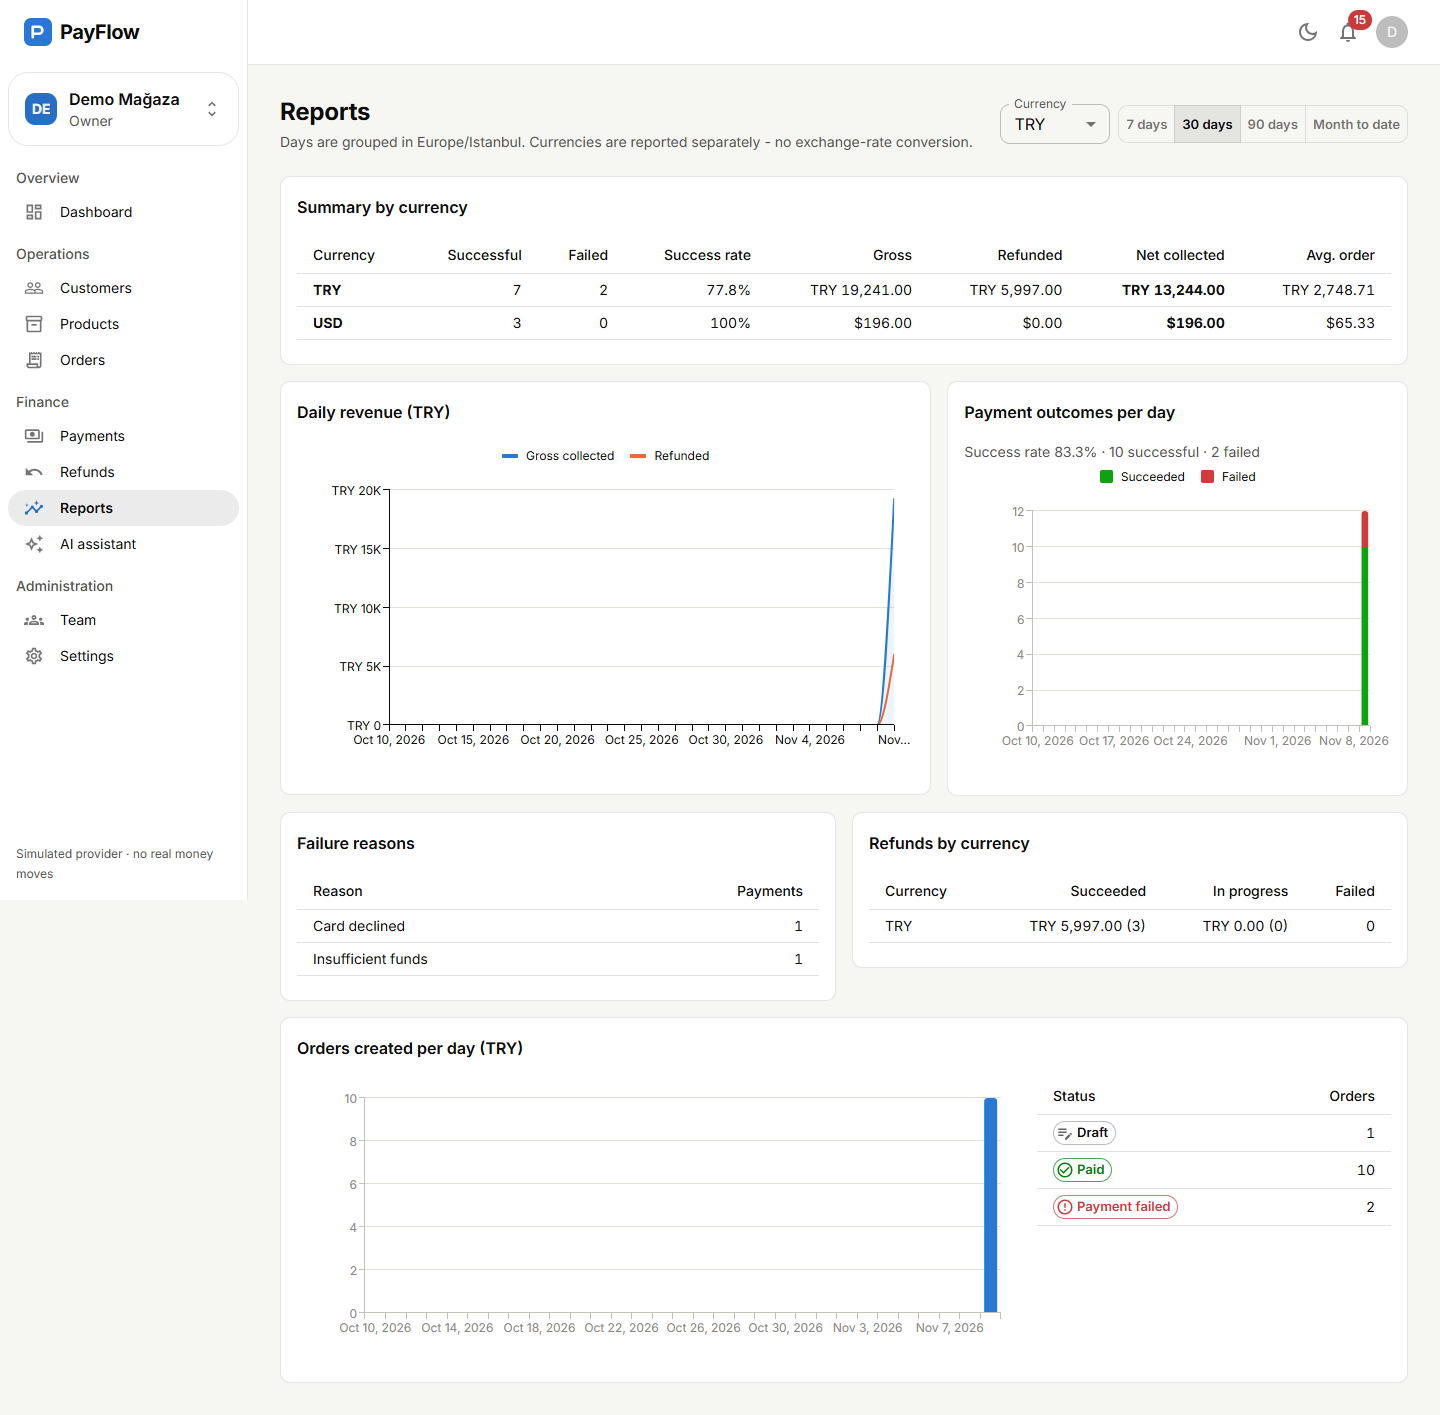 PayFlow
15
D
DE
Demo Mağaza
Owner
Overview
Dashboard
Operations
Customers
Products
Orders
Finance
Payments
Refunds
Reports
AI assistant
Administration
Team
Settings
Simulated provider · no real money
moves
Reports
Days are grouped in Europe/Istanbul. Currencies are reported separately - no exchange-rate conversion.
Currency
TRY
7 days 30 days 90 days Month to date
Summary by currency
Currency Successful Failed Success rate Gross Refunded Net collected Avg. order
TRY 7 2 77.8% TRY 19,241.00 TRY 5,997.00 TRY 13,244.00 TRY 2,748.71
USD 3 0 100% $196.00 $0.00 $196.00 $65.33
Daily revenue (TRY)
Gross collected Refunded
TRY 20K
TRY 15K
TRY 10K
TRY 5K
TRY 0
Oct 10, 2026 Oct 15, 2026 Oct 20, 2026 Oct 25, 2026 Oct 30, 2026 Nov 4, 2026 Nov...
Payment outcomes per day
Success rate 83.3% · 10 successful · 2 failed
Succeeded Failed
12
10
8
6
4
2
0
Oct 10, 2026 Oct 17, 2026 Oct 24, 2026 Nov 1, 2026 Nov 8, 2026
Failure reasons
Reason Payments
Card declined 1
Insufficient funds 1
Refunds by currency
Currency Succeeded In progress Failed
TRY TRY 5,997.00 (3) TRY 0.00 (0) 0
Orders created per day (TRY)
10
8
6
4
2
0
Oct 10, 2026 Oct 14, 2026 Oct 18, 2026 Oct 22, 2026 Oct 26, 2026 Oct 30, 2026 Nov 3, 2026 Nov 7, 2026
Status Orders
Draft 1
Paid 10
Payment failed 2